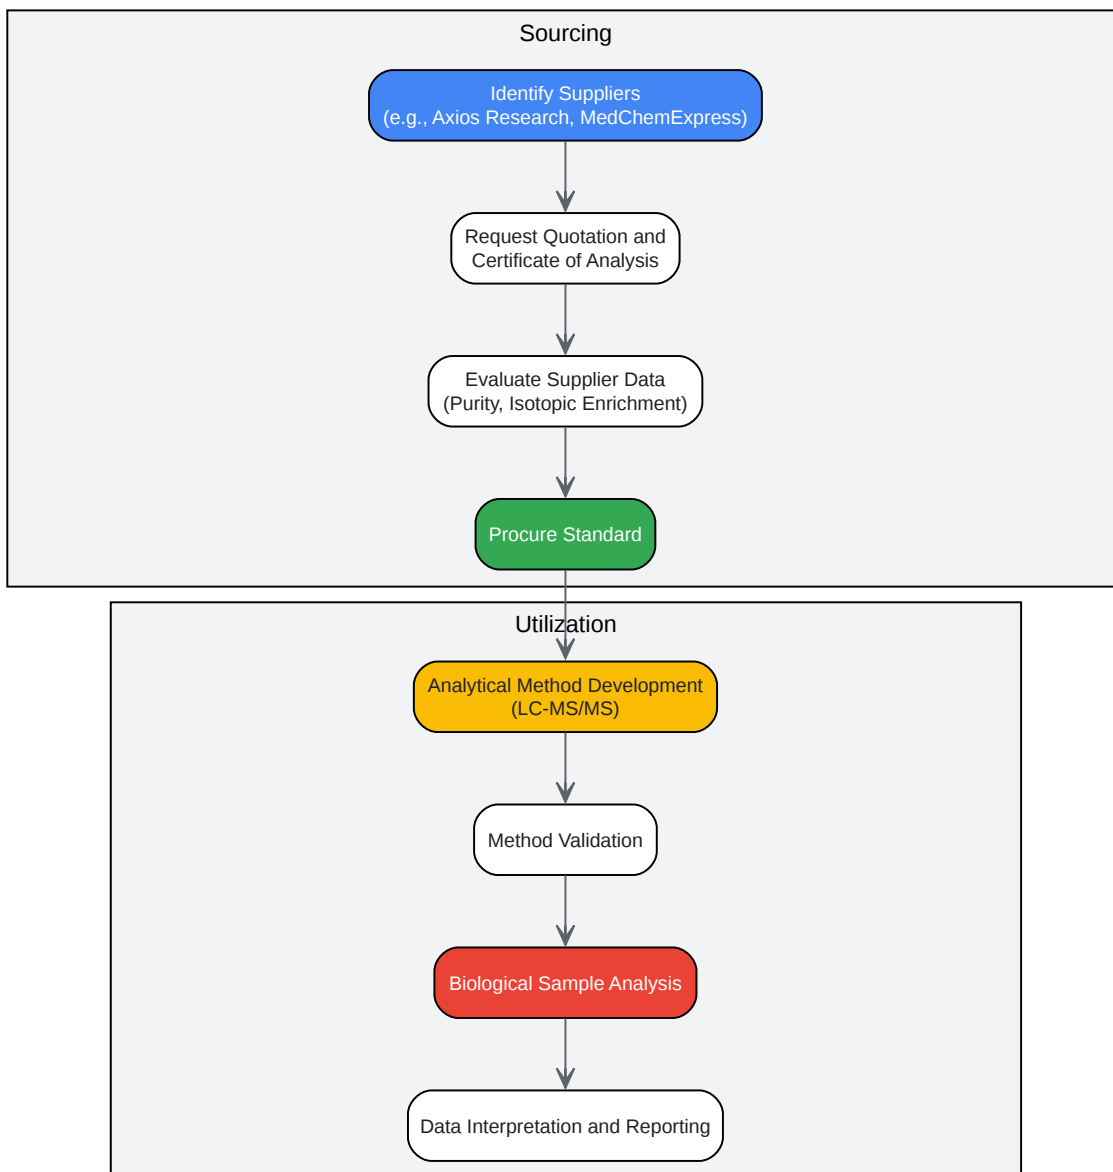 Sourcing
Identify Suppliers
(e.g., Axios Research, MedChemExpress)
Request Quotation and
Certificate of Analysis
Evaluate Supplier Data
(Purity, Isotopic Enrichment)
Procure Standard
Utilization
Analytical Method Development
(LC-MS/MS)
Method Validation
Biological Sample Analysis
Data Interpretation and Reporting